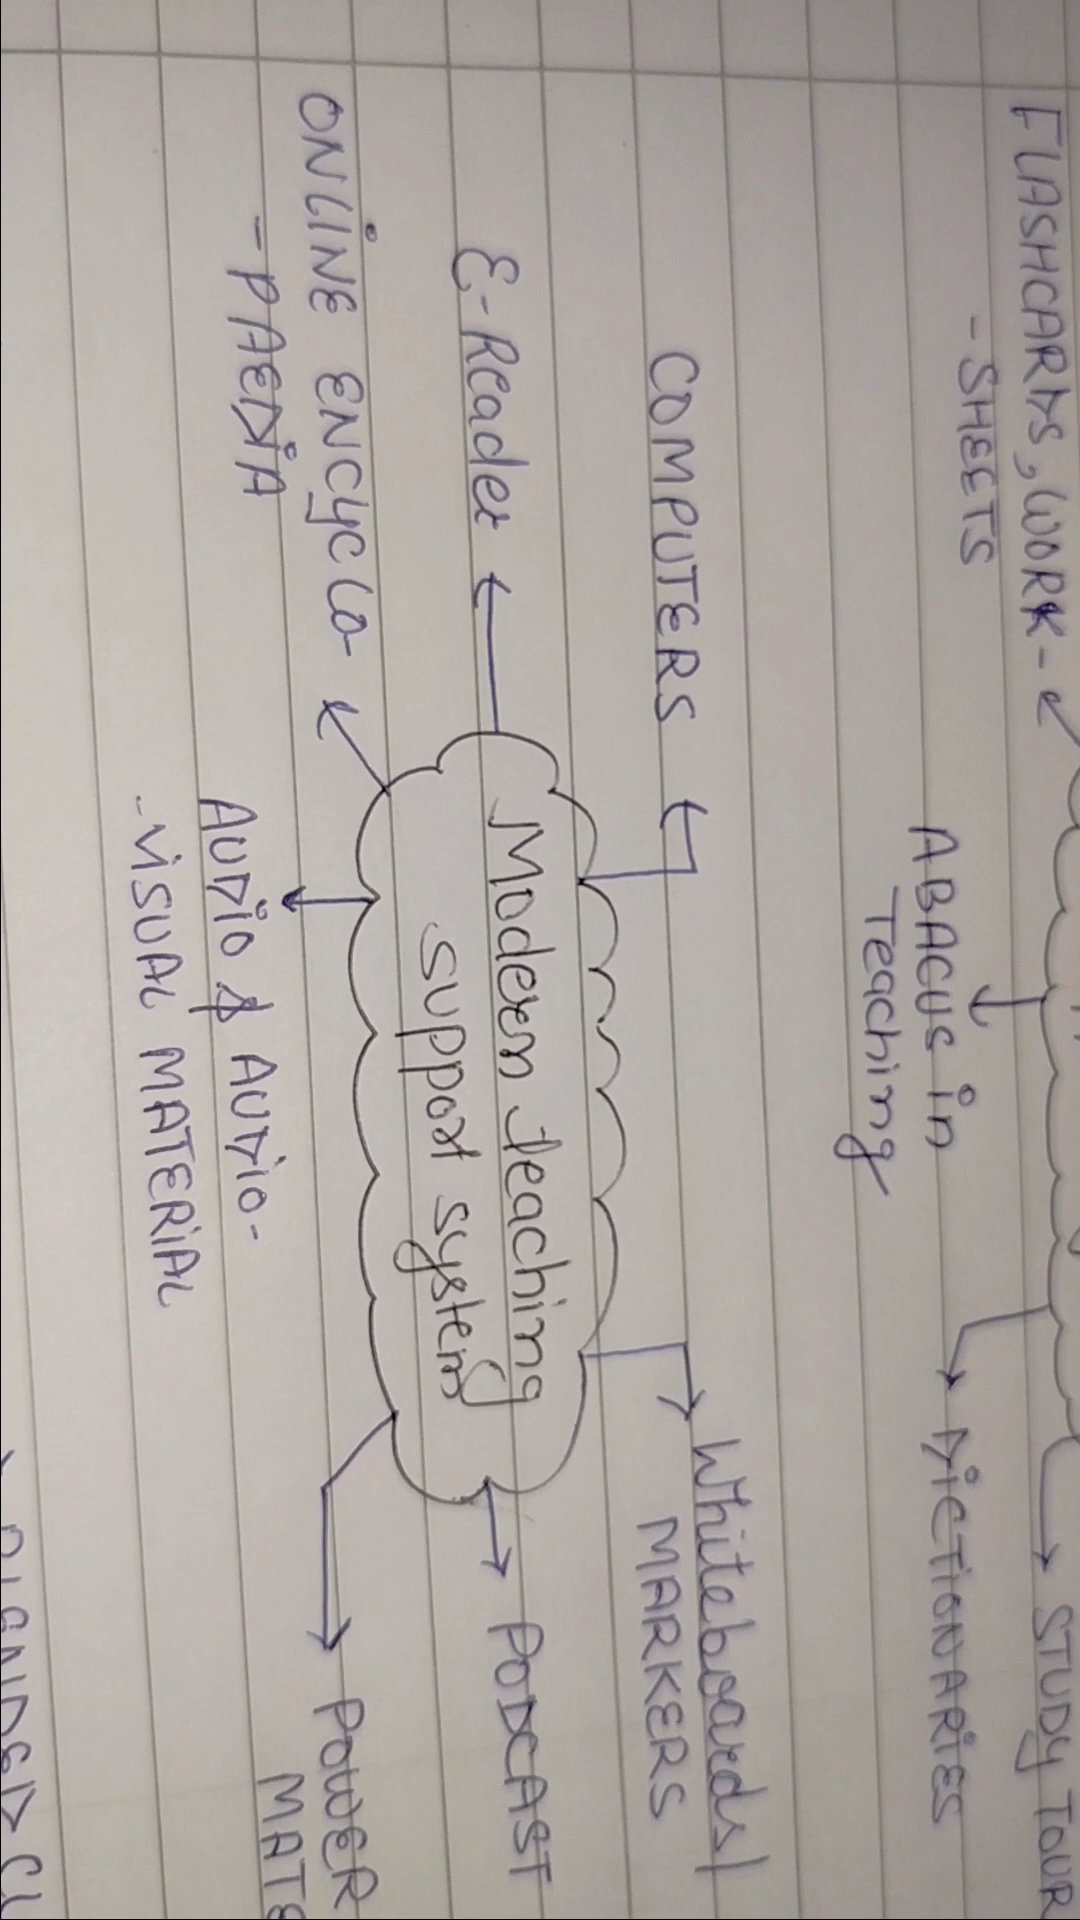 FLASHCARDS, WORK-
-SHEETS
STUDY TOUR
ABACUS in
Teaching
DiCTIONARIES
COMPUTERS
Whiteboards/
MARKERS
E-Reader
Modern Teaching
support system
PODCAST
ONLiNE ENCyCLO-
-PAEDiA
POWER
AUDiO & AUDiO-
-ViSUAL MATERiAL